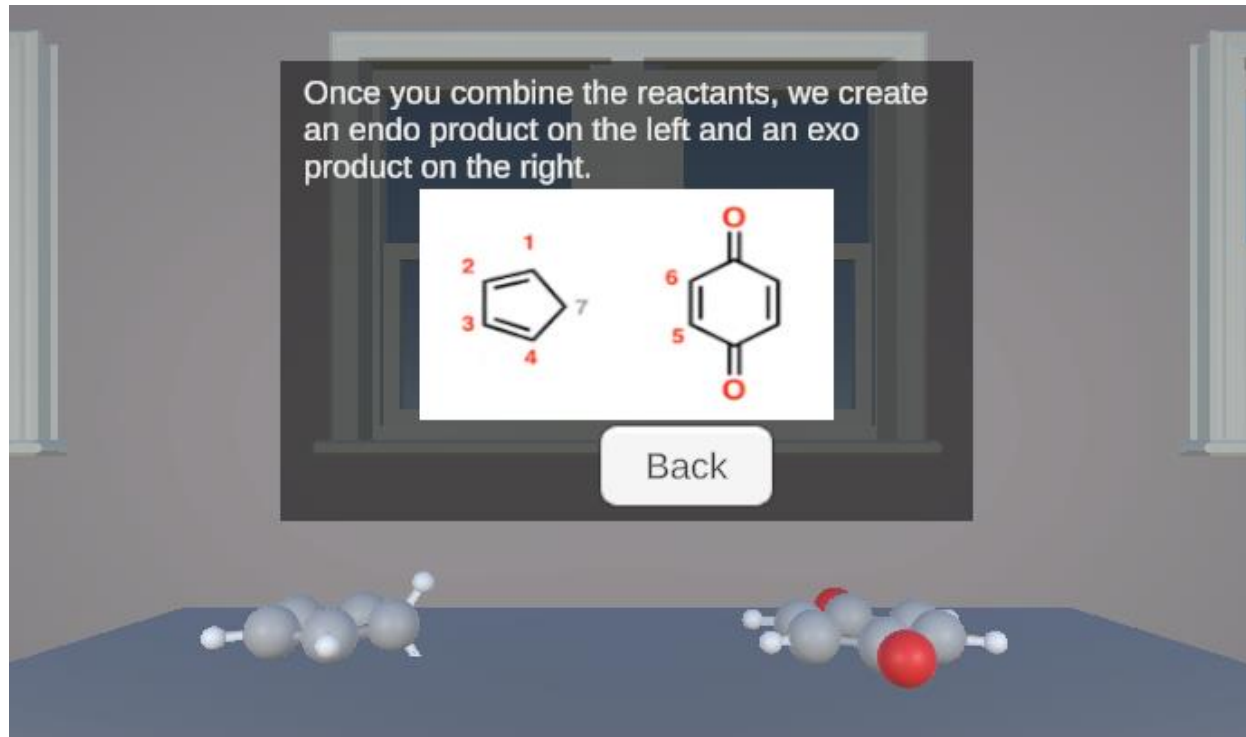 Once you combine the reactants, we create
an endo product on the left and an exo
product on the right.
O
1
2
6
7
3
5
4
O
Back